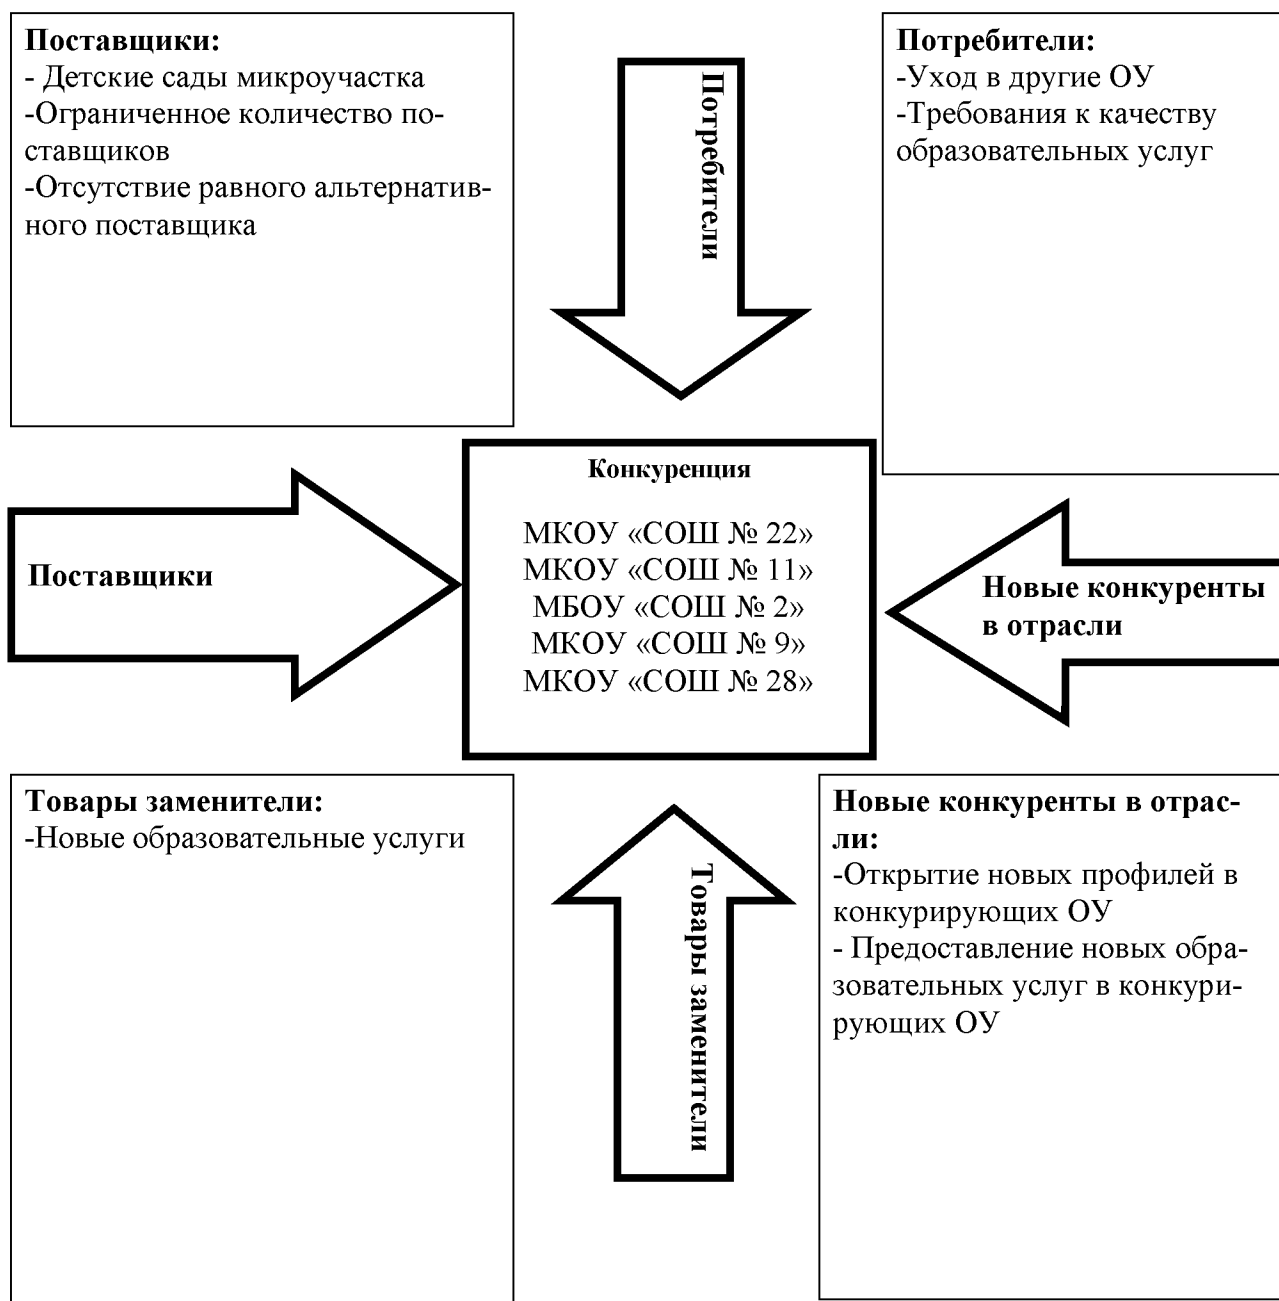 Поставщики:
- Детские сады микроучастка
-Ограниченное количество по-
ставщиков
-Отсутствие равного альтернатив-
ного поставщика
Потребители
Потребители:
-Уход в другие ОУ
-Требования к качеству
образовательных услуг
Поставщики
Конкуренция
МКОУ «СОШ № 22»
МКОУ «СОШ № 11»
МБОУ «СОШ № 2»
МКОУ «СОШ № 9»
МКОУ «СОШ № 28»
Новые конкуренты
в отрасли
Товары заменители:
-Новые образовательные услуги
Товары заменители
Новые конкуренты в отрас-
ли:
-Открытие новых профилей в
конкурирующих ОУ
- Предоставление новых обра-
зовательных услуг в конкури-
рующих ОУ